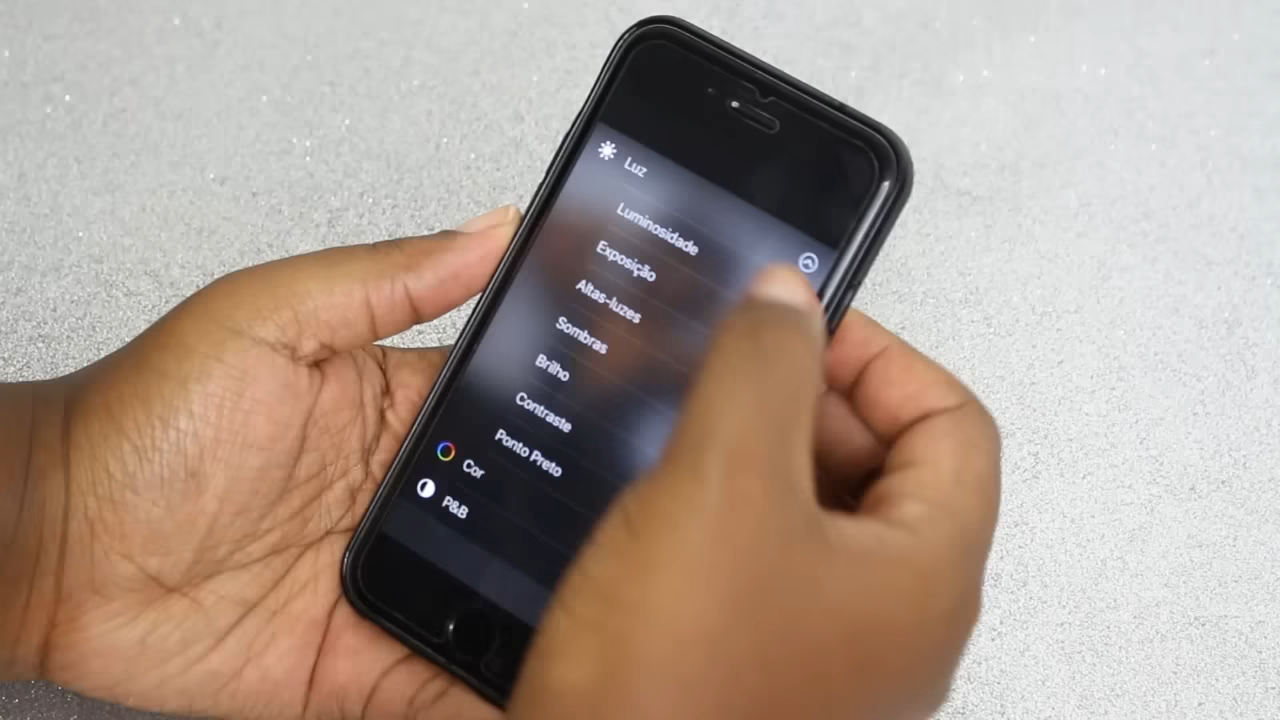 Luz
Luminosidade
Exposição
Altas-luzes
Sombras
Brilho
Contraste
Ponto Preto
Cor
P&B